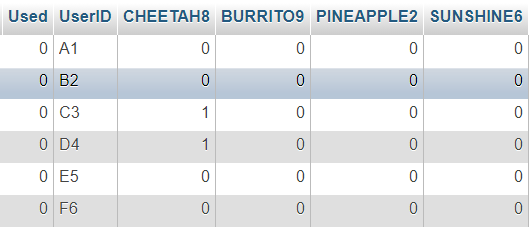 Used UserID CHEETAH8 BURRITO9 PINEAPPLE2 SUNSHINE6
0 A1 0 0 0 0
0 B2 0 0 0 0
0 C3 1 0 0 0
0 D4 1 0 0 0
0 E5 0 0 0 0
0 F6 0 0 0 0